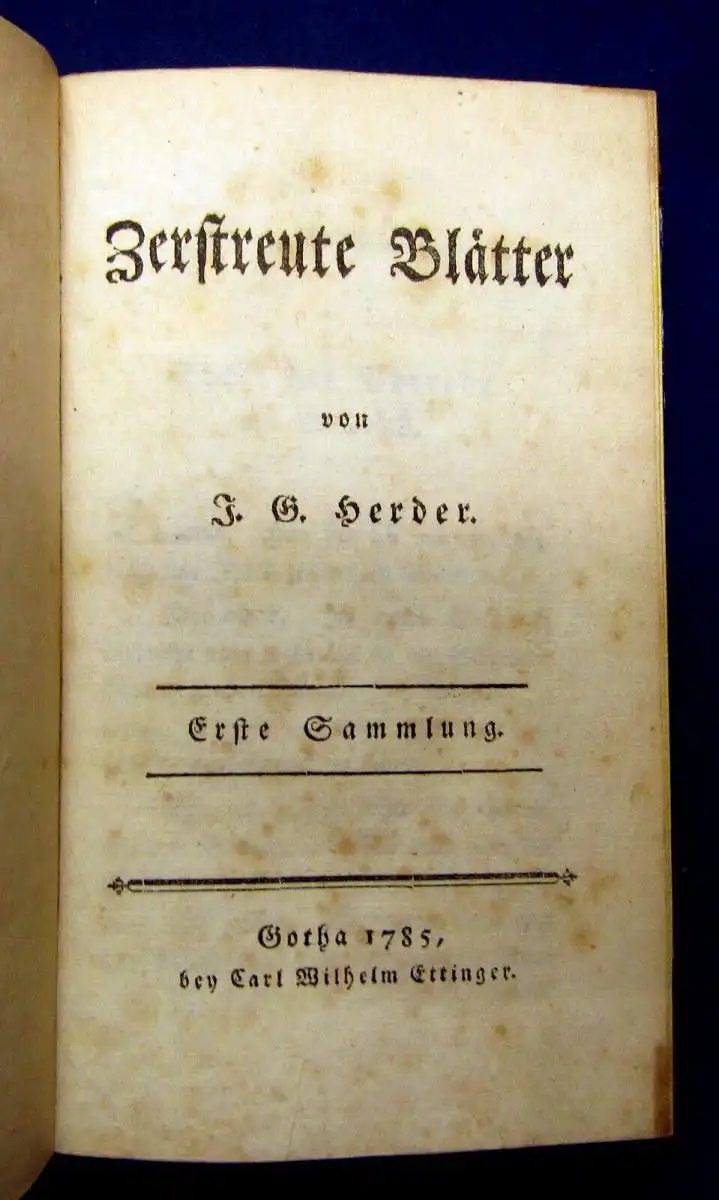 Zerſtreute Blätter
von
J. G. Herder.
Erſte Sammlung.
Gotha 1785,
bey Carl Wilhelm Ettinger.